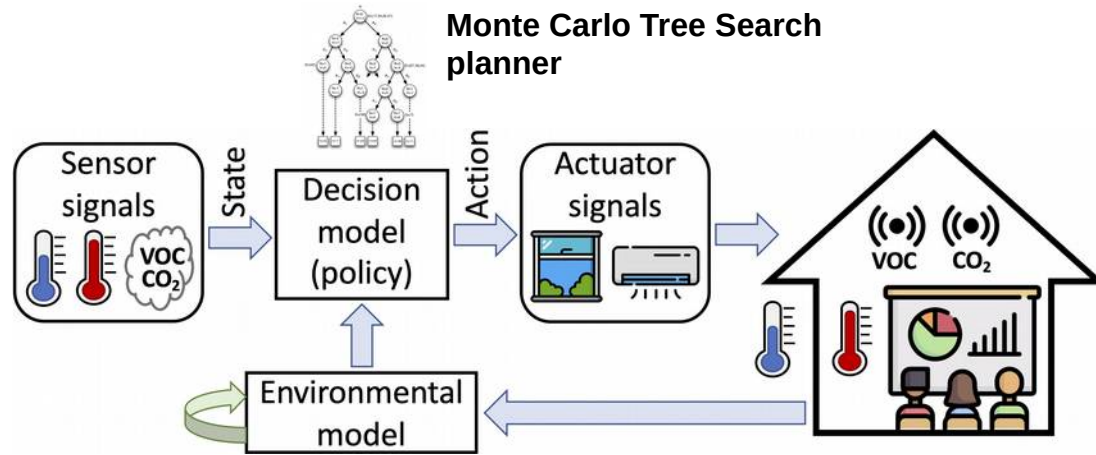 Monte Carlo Tree Search
planner
Sensor
signals
VOC
CO₂
State
Decision
model
(policy)
Action
Actuator
signals
VOC
CO₂
Environmental
model